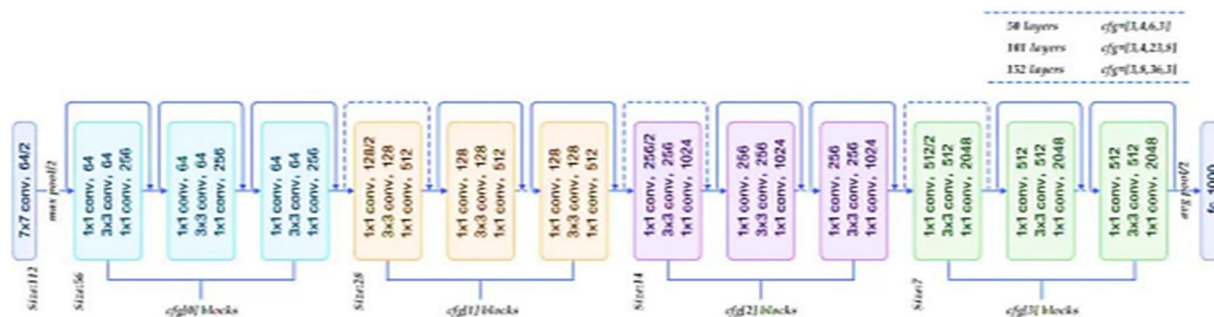 50 layers cfg=[3,4,6,3]
101 layers cfg=[3,4,23,8]
152 layers cfg=[3,8,36,3]
7x7 conv, 64/2
max pool/2
1x1 conv, 64
3x3 conv, 64
1x1 conv, 256
1x1 conv, 64
3x3 conv, 64
1x1 conv, 256
1x1 conv, 64
3x3 conv, 64
1x1 conv, 256
1x1 conv, 128/2
3x3 conv, 128
1x1 conv, 512
1x1 conv, 128
3x3 conv, 128
1x1 conv, 512
1x1 conv, 128
3x3 conv, 128
1x1 conv, 512
1x1 conv, 256/2
3x3 conv, 256
1x1 conv, 1024
1x1 conv, 256
3x3 conv, 256
1x1 conv, 1024
1x1 conv, 256
3x3 conv, 256
1x1 conv, 1024
1x1 conv, 512/2
3x3 conv, 512
1x1 conv, 2048
1x1 conv, 512
3x3 conv, 512
1x1 conv, 2048
1x1 conv, 512
3x3 conv, 512
1x1 conv, 2048
avg pool/2
1000
Size:112
Size:56
Size:28
Size:14
Size:7
cfg[0] blocks
cfg[1] blocks
cfg[2] blocks
cfg[3] blocks